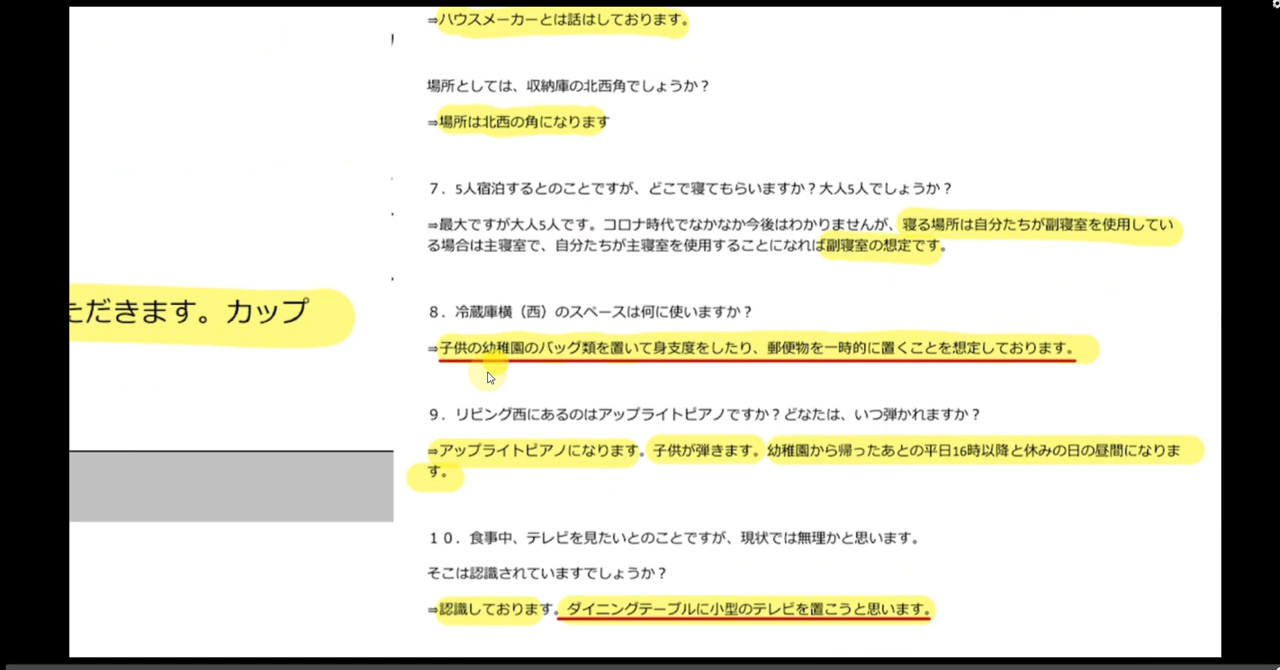 ⇒ハウスメーカーとは話はしております。
場所としては、収納庫の北西角でしょうか？
⇒場所は北西の角になります
７．5人宿泊するとのことですが、どこで寝てもらいますか？大人5人でしょうか？
⇒最大ですが大人5人です。コロナ時代でなかなか今後はわかりませんが、寝る場所は自分たちが副寝室を使用してい
る場合は主寝室で、自分たちが主寝室を使用することになれば副寝室の想定です。
ただきます。カップ
８．冷蔵庫横（西）のスペースは何に使いますか？
⇒子供の幼稚園のバッグ類を置いて身支度をしたり、郵便物を一時的に置くことを想定しております。
９．リビング西にあるのはアップライトピアノですか？どなたは、いつ弾かれますか？
⇒アップライトピアノになります。子供が弾きます。幼稚園から帰ったあとの平日16時以降と休みの日の昼間になりま
す。
１０．食事中、テレビを見たいとのことですが、現状では無理かと思います。
そこは認識されていますでしょうか？
⇒認識しております。ダイニングテーブルに小型のテレビを置こうと思います。